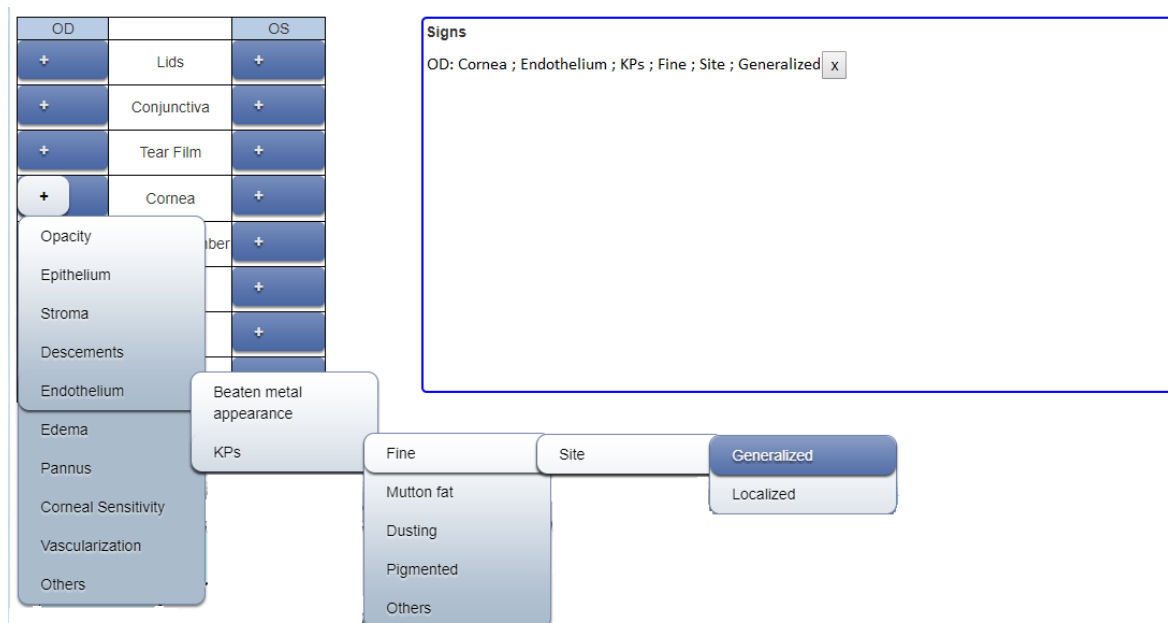 OD OS
+ Lids +
+ Conjunctiva +
+ Tear Film +
+ Cornea +
+
+
+
Opacity
Epithelium
Stroma
Descements
Endothelium
Edema
Pannus
Corneal Sensitivity
Vascularization
Others
Beaten metal
appearance
KPs
Fine
Mutton fat
Dusting
Pigmented
Others
Site
Generalized
Localized
Signs
OD: Cornea ; Endothelium ; KPs ; Fine ; Site ; Generalized x